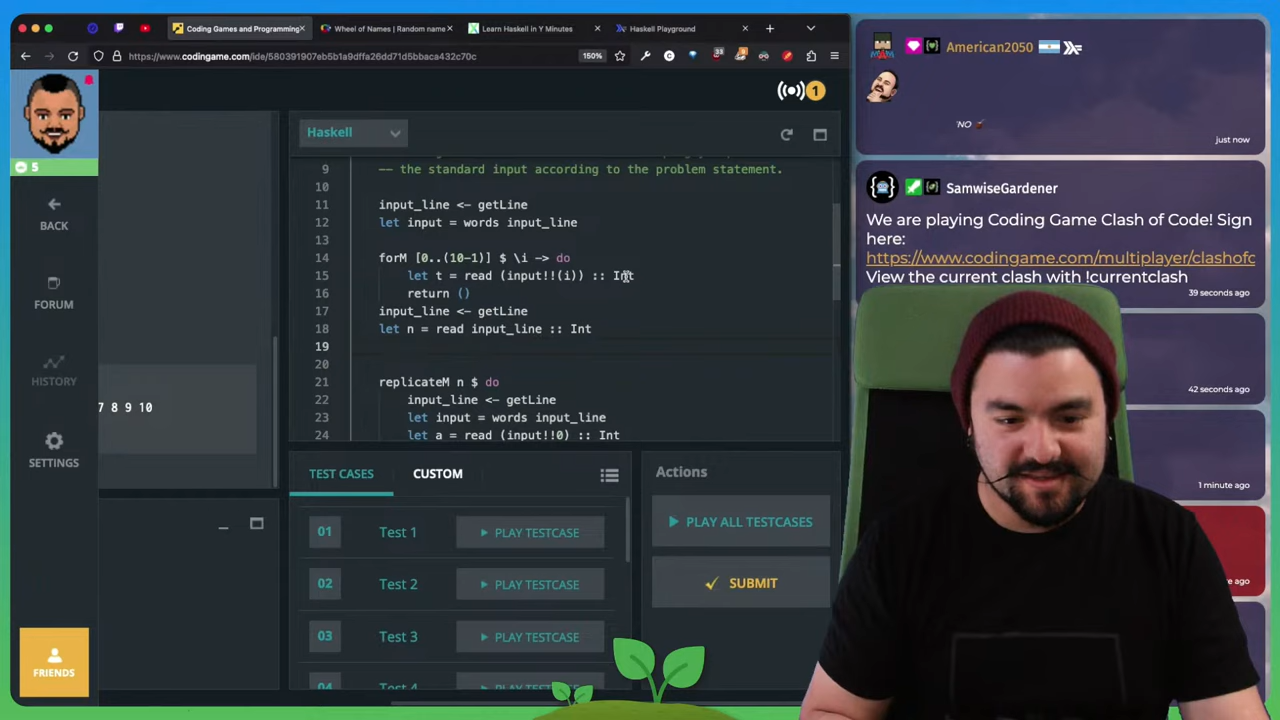 Coding Games and Programming
Wheel of Names | Random name
Learn Haskell in Y Minutes
Haskell Playground
https://www.codingame.com/ide/580391907eb5b1a9dffa26dd71d5bbaca432c70c
150%
5
BACK
FORUM
HISTORY
SETTINGS
FRIENDS
7 8 9 10
1
Haskell
9 -- the standard input according to the problem statement.
10
11 input_line <- getLine
12 let input = words input_line
13
14 forM [0..(10-1)] $ \i -> do
15 let t = read (input!!(i)) :: Int
16 return ()
17 input_line <- getLine
18 let n = read input_line :: Int
19
20
21 replicateM n $ do
22 input_line <- getLine
23 let input = words input_line
24 let a = read (input!!0) :: Int
TEST CASES
CUSTOM
01 Test 1 PLAY TESTCASE
02 Test 2 PLAY TESTCASE
03 Test 3 PLAY TESTCASE
04 Test 4
Actions
PLAY ALL TESTCASES
SUBMIT
American2050
'NO
just now
SamwiseGardener
We are playing Coding Game Clash of Code! Sign
here:
https://www.codingame.com/multiplayer/clashofc
View the current clash with !currentclash
39 seconds ago
42 seconds ago
1 minute ago